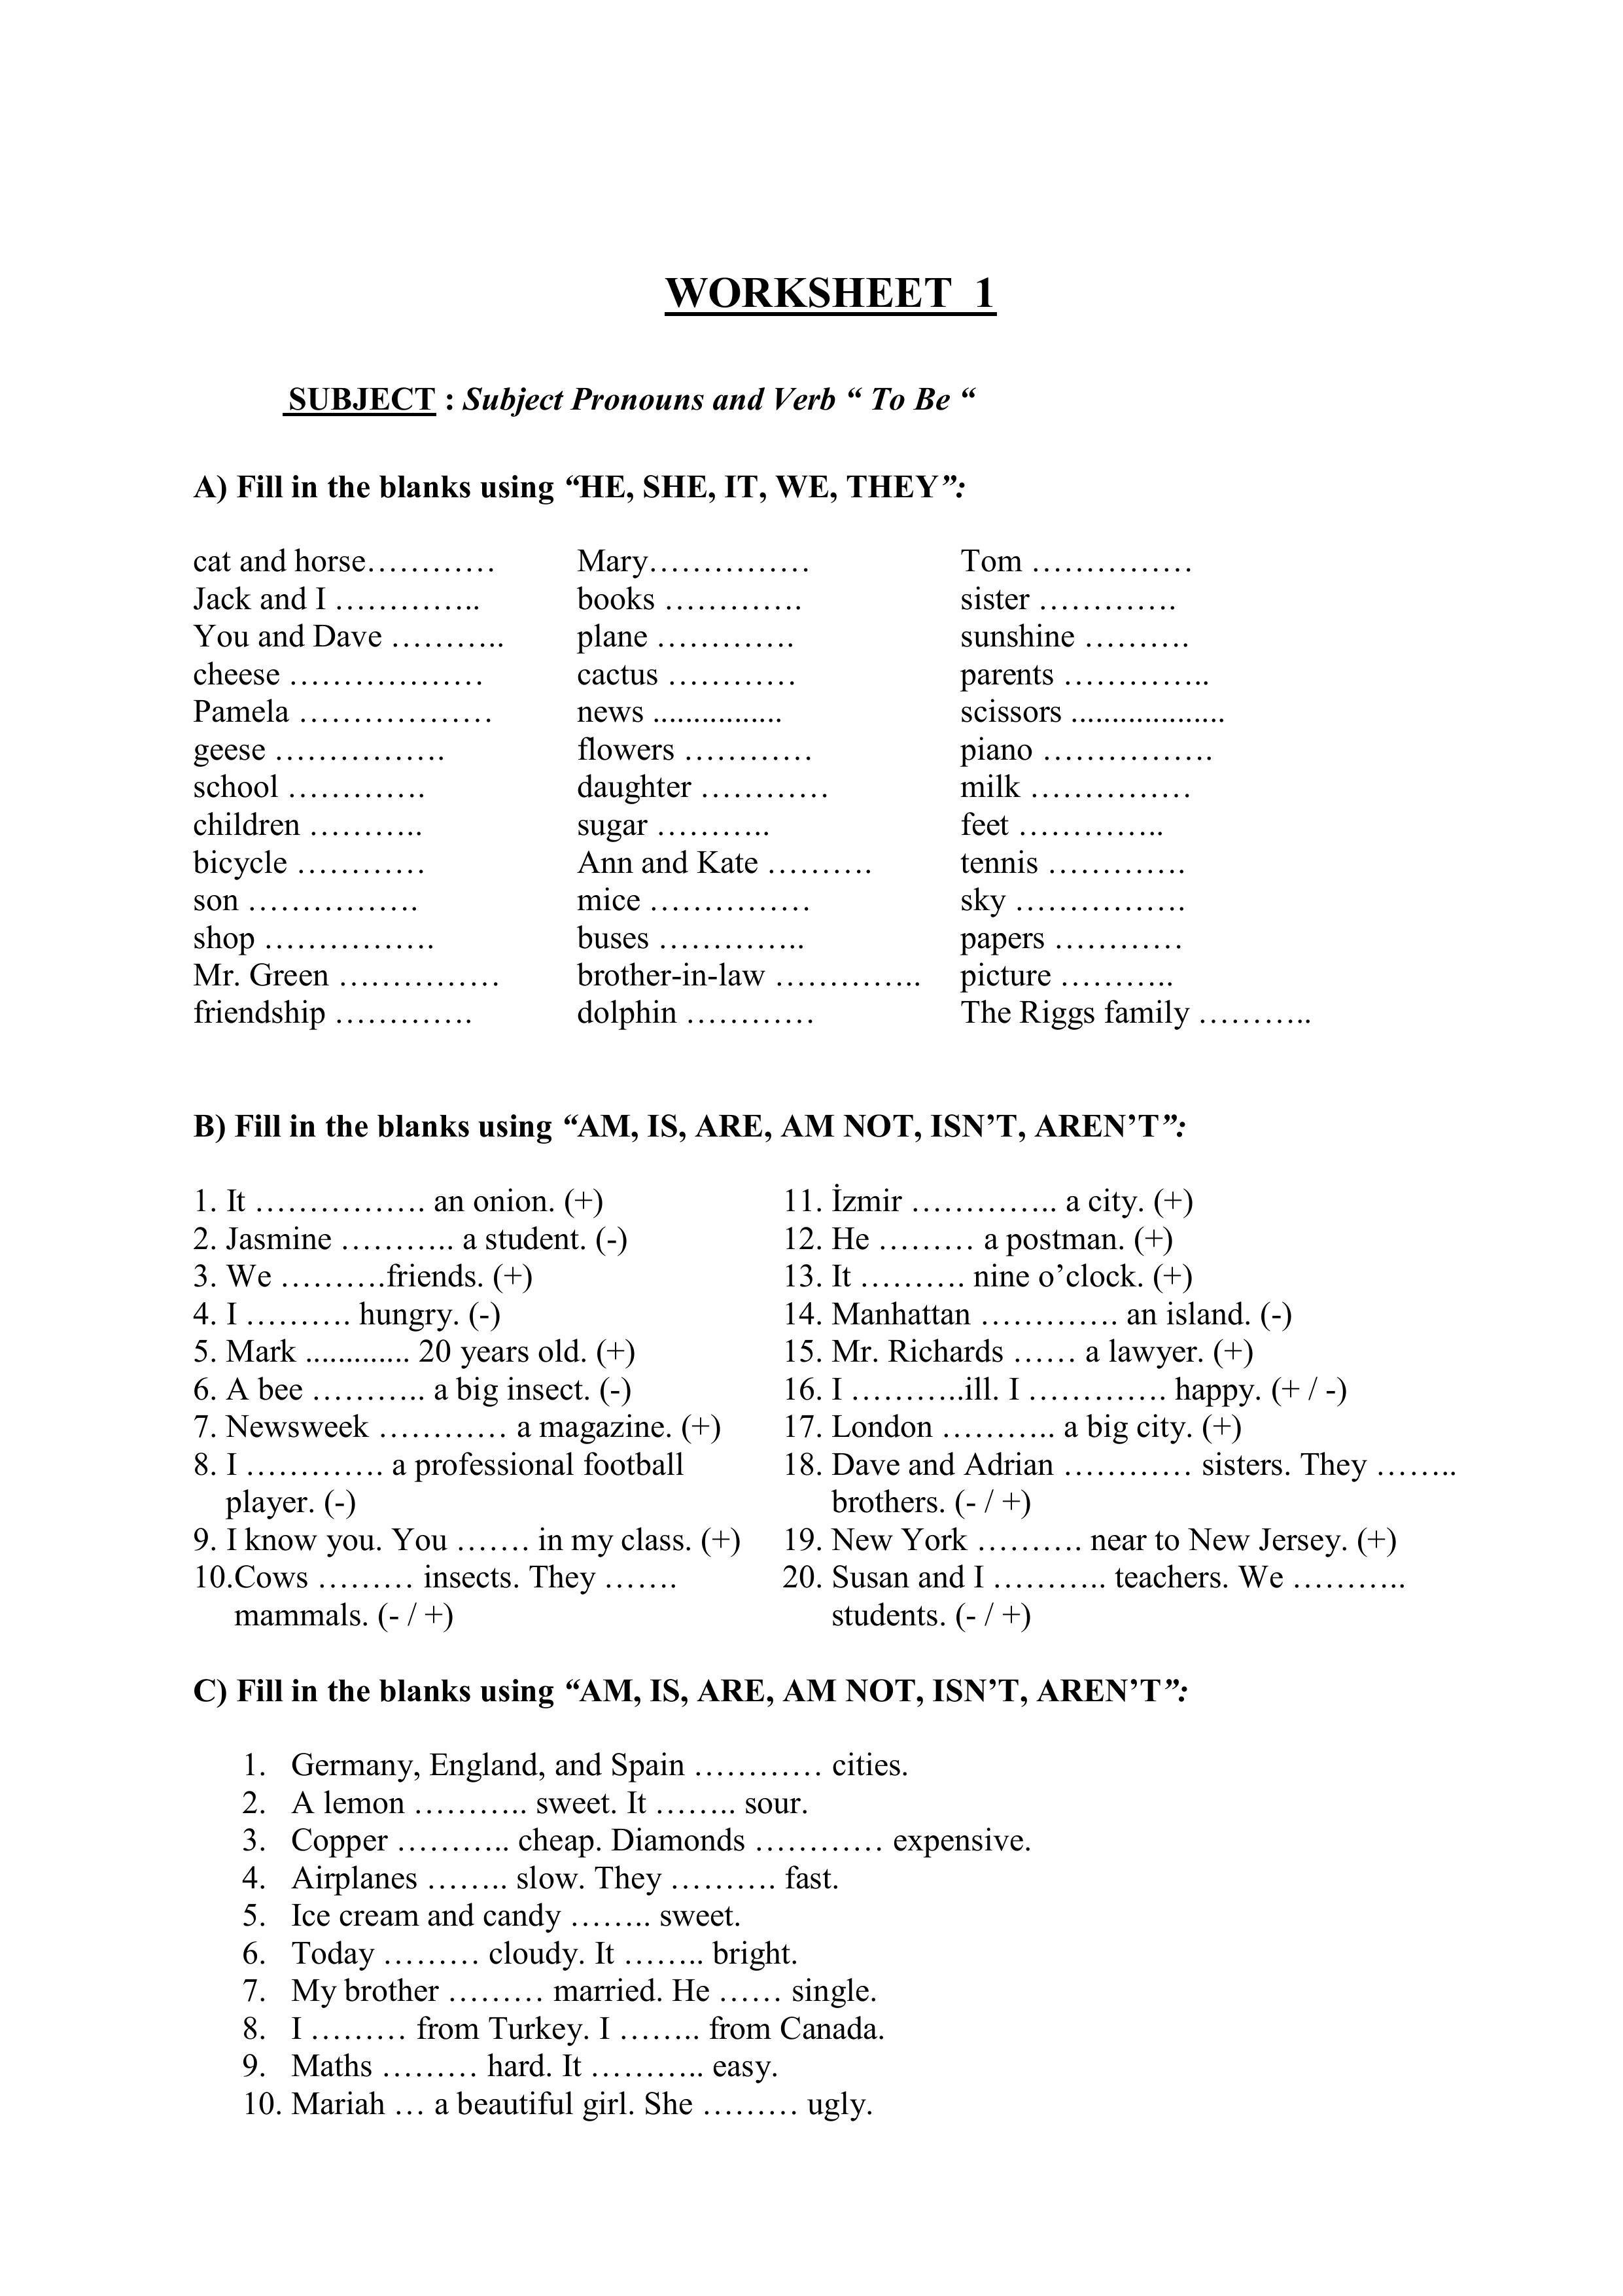 WORKSHEET 1
SUBJECT : Subject Pronouns and Verb “ To Be “
A) Fill in the blanks using “HE, SHE, IT, WE, THEY”:
cat and horse…………
Jack and I …………..
You and Dave ………..
cheese ………………
Pamela ………………
geese …………….
school ………….
children ………..
bicycle …………
son …………….
shop …………….
Mr. Green ……………
friendship ………….
Mary……………
books ………….
plane ………….
cactus …………
news ................
flowers …………
daughter …………
sugar ………..
Ann and Kate ……….
mice ……………
buses …………..
brother-in-law …………..
dolphin …………
Tom ……………
sister ………….
sunshine ……….
parents …………..
scissors ...................
piano …………….
milk ……………
feet …………..
tennis ………….
sky …………….
papers …………
picture ………..
The Riggs family ………..
B) Fill in the blanks using “AM, IS, ARE, AM NOT, ISN’T, AREN’T”:
1. It ……………. an onion. (+)
2. Jasmine ……….. a student. (-)
3. We ……….friends. (+)
4. I ………. hungry. (-)
5. Mark ............. 20 years old. (+)
6. A bee ……….. a big insect. (-)
7. Newsweek ………… a magazine. (+)
8. I …………. a professional football
player. (-)
9. I know you. You ……. in my class. (+)
10.Cows ……… insects. They …….
mammals. (- / +)
11. İzmir ………….. a city. (+)
12. He ……… a postman. (+)
13. It ………. nine o’clock. (+)
14. Manhattan …………. an island. (-)
15. Mr. Richards …… a lawyer. (+)
16. I ………..ill. I …………. happy. (+ / -)
17. London ……….. a big city. (+)
18. Dave and Adrian ………… sisters. They ……..
brothers. (- / +)
19. New York ………. near to New Jersey. (+)
20. Susan and I ……….. teachers. We ………..
students. (- / +)
C) Fill in the blanks using “AM, IS, ARE, AM NOT, ISN’T, AREN’T”:
1. Germany, England, and Spain ………… cities.
2. A lemon ……….. sweet. It …….. sour.
3. Copper ……….. cheap. Diamonds ………… expensive.
4. Airplanes …….. slow. They ………. fast.
5. Ice cream and candy …….. sweet.
6. Today ……… cloudy. It …….. bright.
7. My brother ……… married. He …… single.
8. I ……… from Turkey. I …….. from Canada.
9. Maths ……… hard. It ……….. easy.
10. Mariah … a beautiful girl. She ……… ugly.